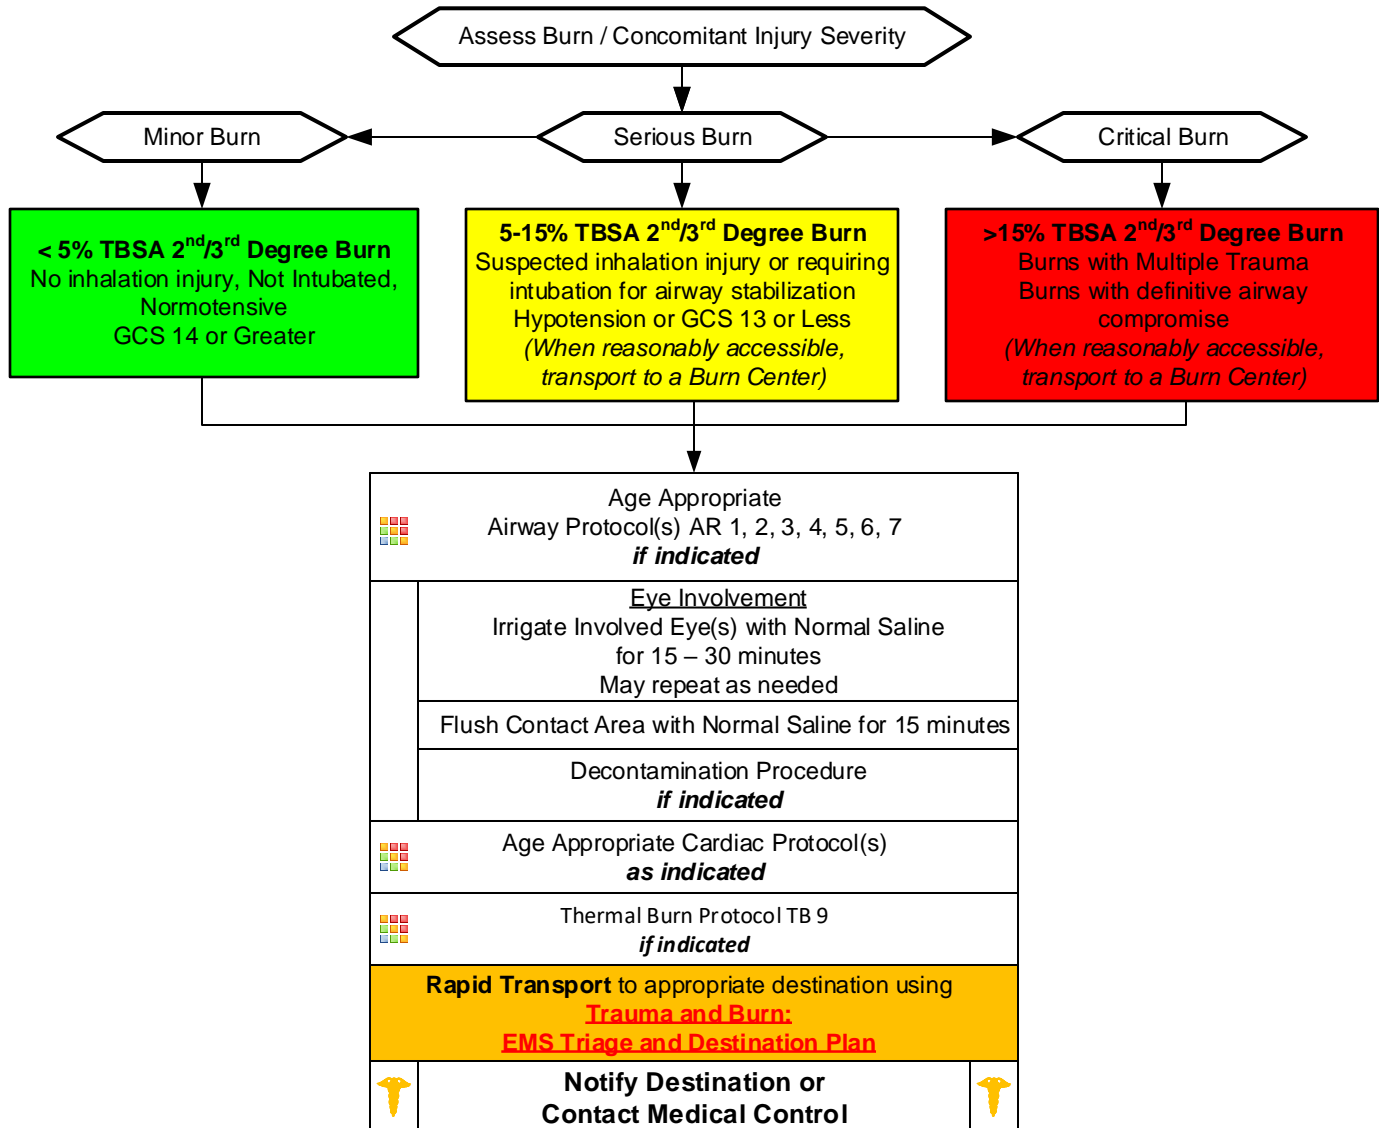 Assess Burn / Concomitant Injury Severity
Minor Burn
Serious Burn
Critical Burn
< 5% TBSA 2nd/3rd Degree Burn
No inhalation injury, Not Intubated,
Normotensive
GCS 14 or Greater
5-15% TBSA 2nd/3rd Degree Burn
Suspected inhalation injury or requiring
intubation for airway stabilization
Hypotension or GCS 13 or Less
(When reasonably accessible,
transport to a Burn Center)
>15% TBSA 2nd/3rd Degree Burn
Burns with Multiple Trauma
Burns with definitive airway
compromise
(When reasonably accessible,
transport to a Burn Center)
Age Appropriate
Airway Protocol(s) AR 1, 2, 3, 4, 5, 6, 7
if indicated
Eye Involvement
Irrigate Involved Eye(s) with Normal Saline
for 15 – 30 minutes
May repeat as needed
Flush Contact Area with Normal Saline for 15 minutes
Decontamination Procedure
if indicated
Age Appropriate Cardiac Protocol(s)
as indicated
Thermal Burn Protocol TB 9
if indicated
Rapid Transport to appropriate destination using
Trauma and Burn:
EMS Triage and Destination Plan
Notify Destination or
Contact Medical Control